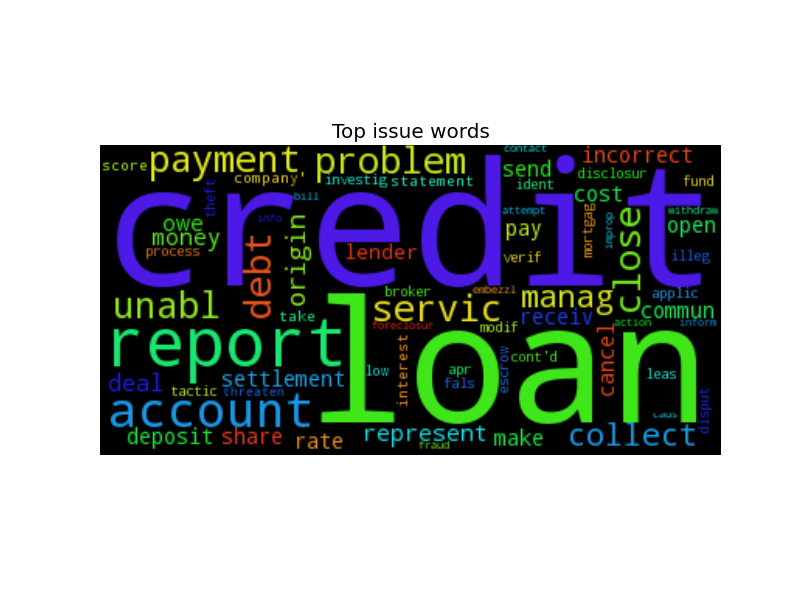 Top issue words
contact
score
payment
problem
incorrect
company'
investig
statement
send
disclosur
fund
ident
theft
bill
cost
credit
owe
info
attempt
withdraw
money
origin
pay
mortgag
improp
open
process
debt
lender
verif
close
illeg
unabl
broker
embezzl
manag
applic
take
servic
receiv
commun
report
foreclosur
modif
action
inform
loan
interest
cont'd
cancel
low
apr
escrow
leas
deal
settlement
fals
tactic
threaten
account
disput
deposit
share
rate
represent
fraud
make
collect